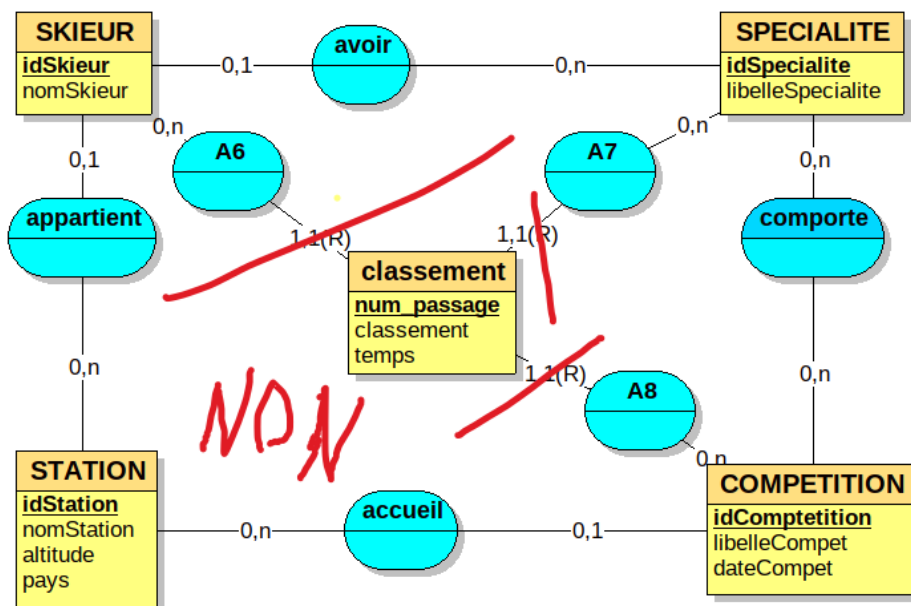 SKIEUR
idSkieur
nomSkieur
0,1
avoir
0,n
SPECIALITE
idSpecialite
libelleSpecialite
0,n
A6
A7
0,n
0,1
0,n
appartient
1,1(R)
1,1(R)
comporte
classement
num_passage
classement
temps
0,n
1,1(R)
0,n
A8
NON
0,n
STATION
idStation
nomStation
altitude
pays
0,n
accueil
0,1
COMPETITION
idComptetition
libelleCompet
dateCompet